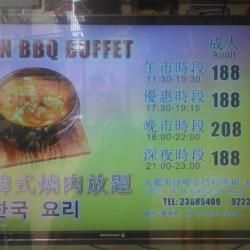 N BBQ BUFFET
成人
Audit
午市時段 188
11:30-15:30
優惠時段 188
17:30-19:15
晚市時段 208
18:00-22:00
深夜時段 188
21:00-23:00
韓式燒肉放題
한국 요리
TEL: 23685409